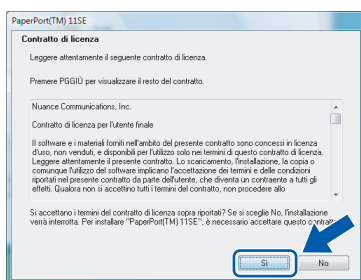 PaperPort(TM) 11SE
Contratto di licenza
Leggere attentamente il seguente contratto di licenza.
Premere PGGIÙ per visualizzare il resto del contratto.
Nuance Communications, Inc.
Contratto di licenza per l'utente finale
Il software e i materiali forniti nell'ambito del presente contratto sono concessi in licenza
d'uso, non venduti, e disponibili per l'utilizzo solo nei termini di questo contratto di licenza.
Leggere attentamente il presente contratto. Lo scaricamento, l'installazione, la copia o
comunque l'utilizzo del software implicano l'accettazione dei termini e delle condizioni
riportati nel presente contratto da parte dell'utente, che diventa un contraente a tutti gli
effetti. Qualora non si accettino tutti i termini del contratto, non procedere allo
Si accettano i termini del contratto di licenza sopra riportati? Se si sceglie No, l'installazione
verrà interrotta. Per installare "PaperPort(TM) 11SE", è necessario accettare questo
Sì
No